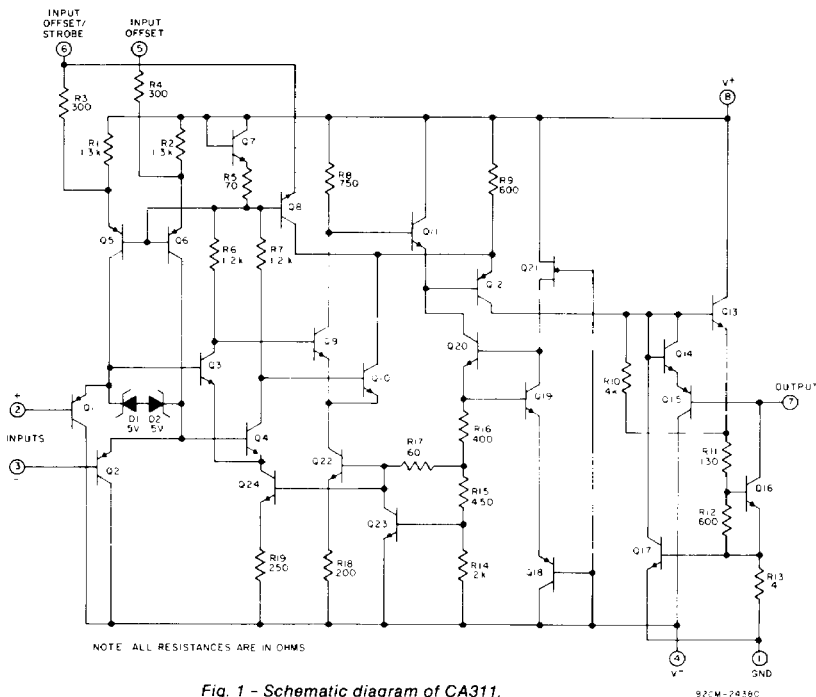 INPUT
OFFSET/
STROBE
6
INPUT
OFFSET
5
R3
300
R4
300
V+
8
R1
1.3k
R2
1.3k
Q7
R5
70
R8
750
R9
600
Q8
Q11
Q5
Q6
R6
1.2k
R7
1.2k
Q21
Q12
Q13
Q9
Q20
Q14
Q3
Q10
Q19
R10
4k
Q15
OUTPUT
7
+
2
Q1
D1
5V
D2
5V
R16
400
INPUTS
R11
130
Q4
R17
60
3
-
Q2
Q22
Q16
Q24
R15
450
R12
600
Q23
Q17
R19
250
R18
200
R14
2k
Q18
R13
4
NOTE: ALL RESISTANCES ARE IN OHMS
4
V-
1
GND
Fig. 1 - Schematic diagram of CA311.